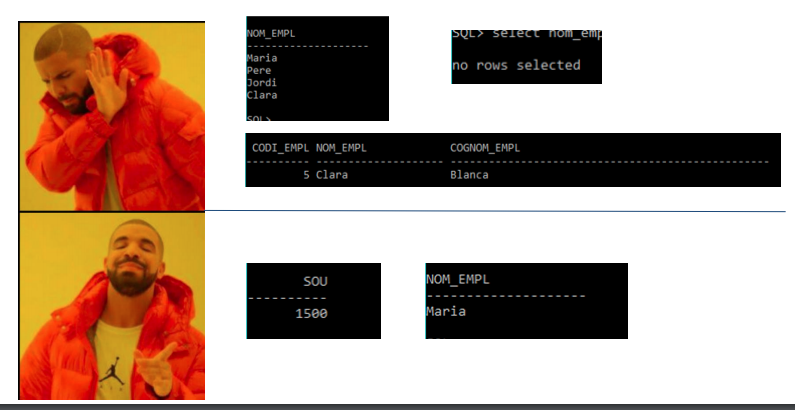 NOM_EMPL
--------------------
Maria
Pere
Jordi
Clara
SQL>
SQL> select nom_emp
no rows selected
CODI_EMPL NOM_EMPL COGNOM_EMPL
---------- -------------------- --------------------------------------------------
5 Clara Blanca
SOU
----------
1500
NOM_EMPL
--------------------
Maria